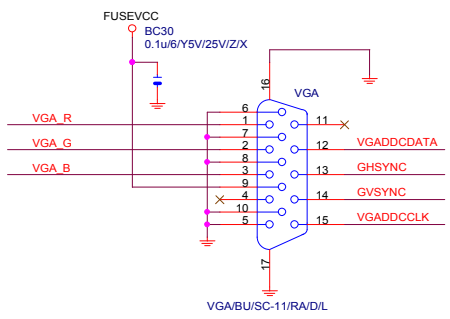 FUSEVCC
BC30
0.1u/6/Y5V/25V/Z/X
16
VGA
6
VGA_R
1
11
7
VGA_G
2
12
VGADDCDATA
8
VGA_B
3
13
GHSYNC
9
4
14
GVSYNC
10
5
15
VGADDCCLK
17
VGA/BU/SC-11/RA/D/L